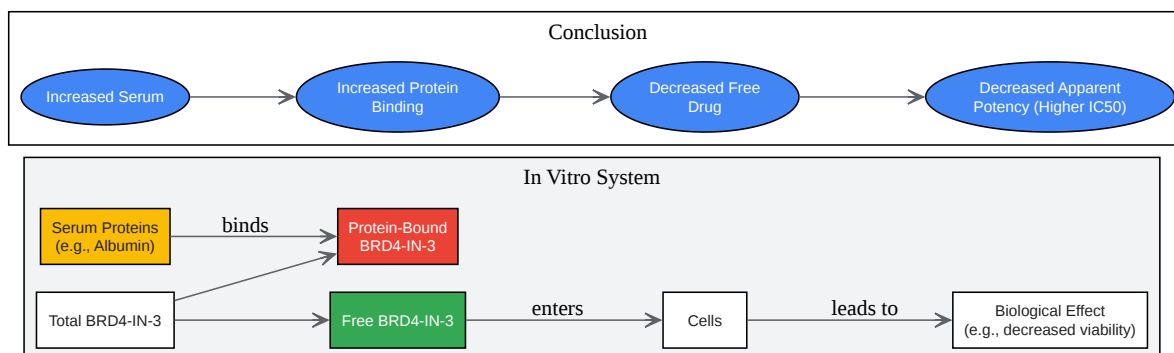 Conclusion
Increased Serum
Increased Protein
Binding
Decreased Free
Drug
Decreased Apparent
Potency (Higher IC50)
In Vitro System
Serum Proteins
(e.g., Albumin)
binds
Protein-Bound
BRD4-IN-3
Total BRD4-IN-3
Free BRD4-IN-3
enters
Cells
leads to
Biological Effect
(e.g., decreased viability)